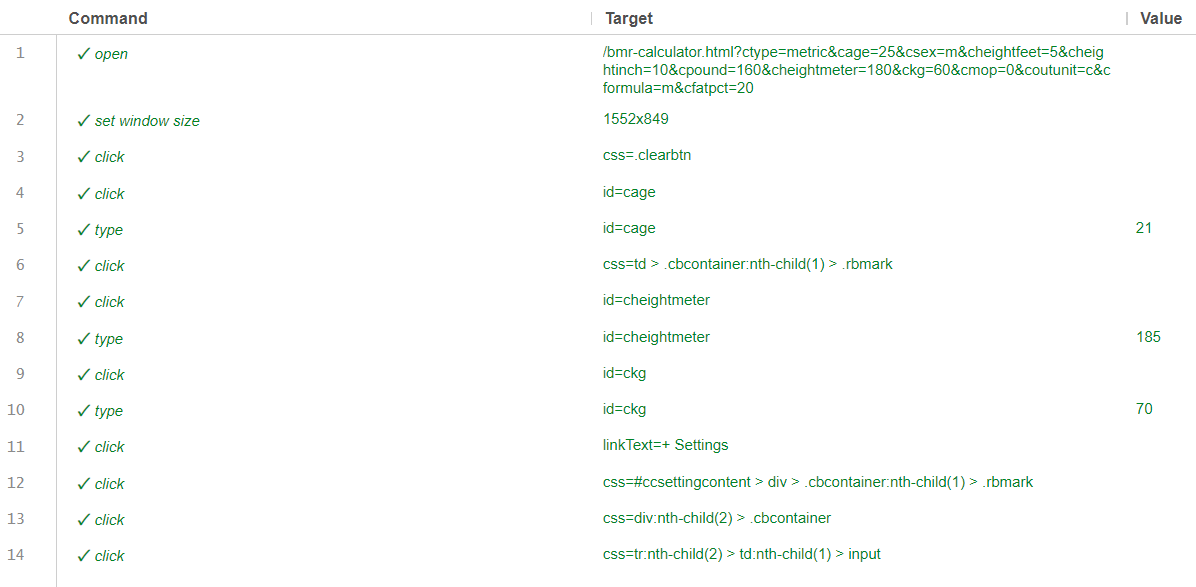 Command Target Value
1 ✓ open /bmr-calculator.html?ctype=metric&cage=25&csex=m&cheightfeet=5&cheig
htinch=10&cpound=160&cheightmeter=180&ckg=60&cmop=0&coutunit=c&c
formula=m&cfatpct=20
2 ✓ set window size 1552x849
3 ✓ click css=.clearbtn
4 ✓ click id=cage
5 ✓ type id=cage 21
6 ✓ click css=td > .cbcontainer:nth-child(1) > .rbmark
7 ✓ click id=cheightmeter
8 ✓ type id=cheightmeter 185
9 ✓ click id=ckg
10 ✓ type id=ckg 70
11 ✓ click linkText=+ Settings
12 ✓ click css=#ccsettingcontent > div > .cbcontainer:nth-child(1) > .rbmark
13 ✓ click css=div:nth-child(2) > .cbcontainer
14 ✓ click css=tr:nth-child(2) > td:nth-child(1) > input